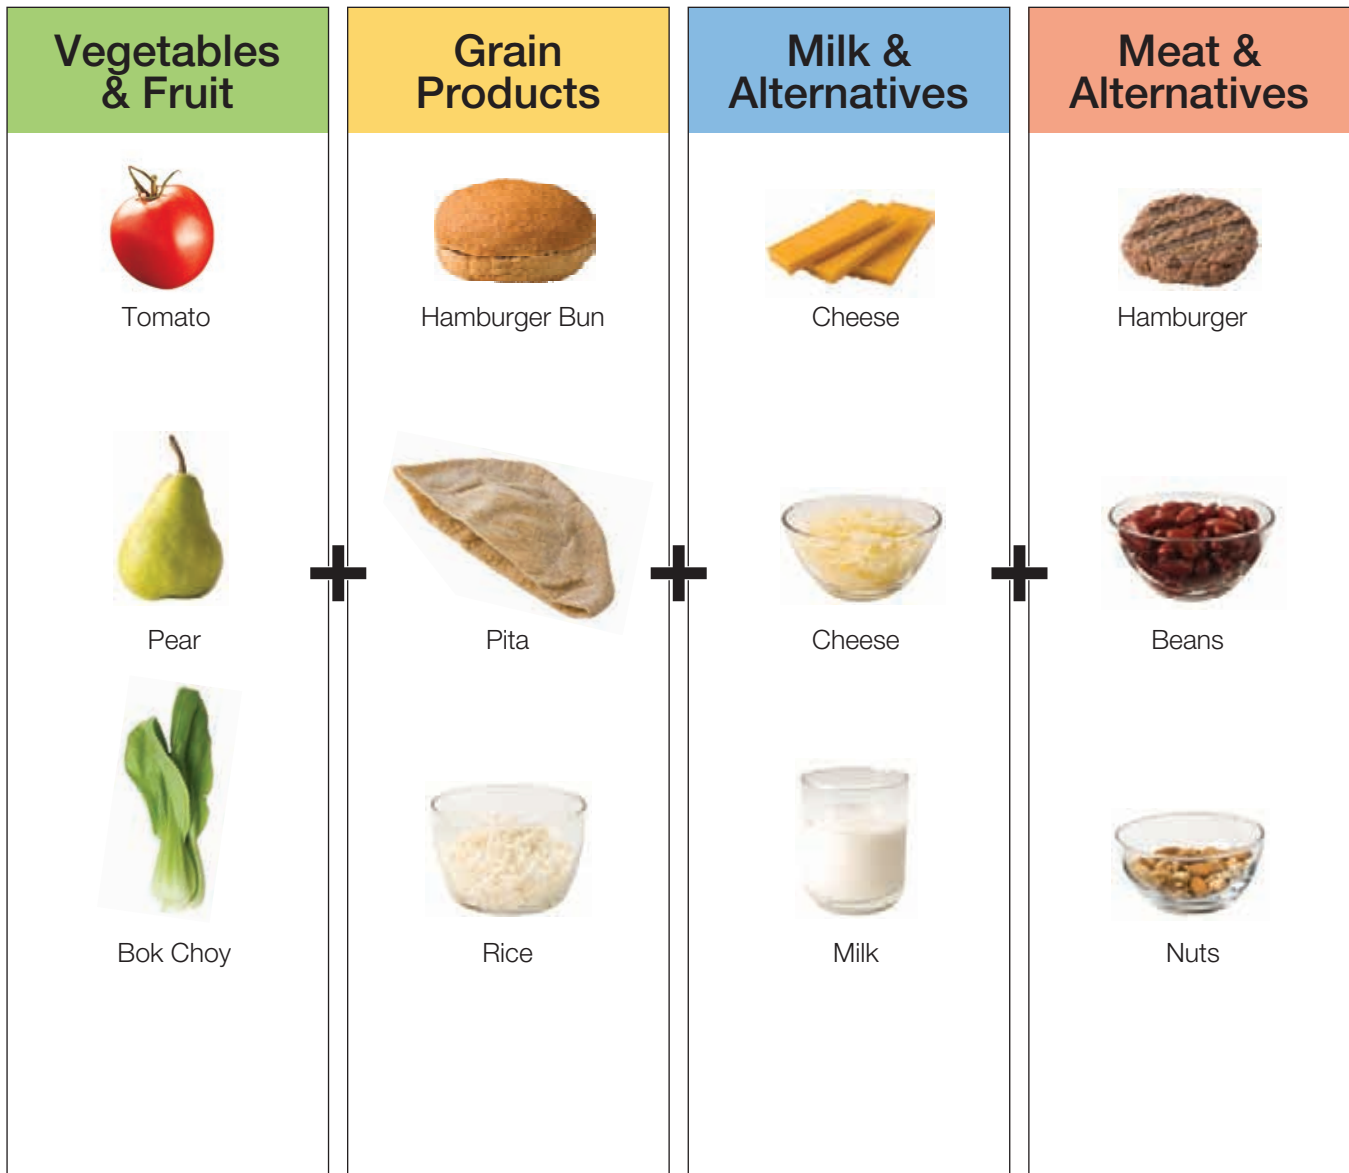 Vegetables
& Fruit
Grain
Products
Milk &
Alternatives
Meat &
Alternatives
Tomato
Hamburger Bun
Cheese
Hamburger
Pear
Pita
Cheese
Beans
Bok Choy
Rice
Milk
Nuts